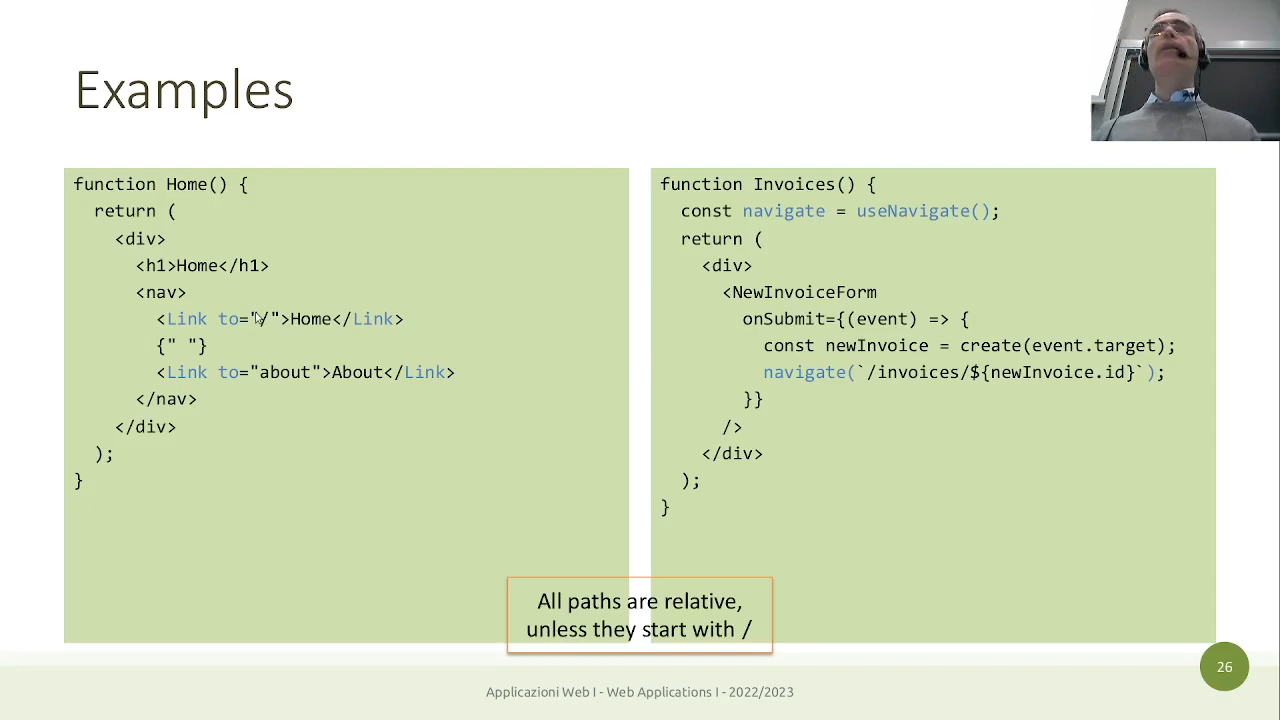 Examples
function Home() {
  return (
    <div>
      <h1>Home</h1>
      <nav>
        <Link to="/">Home</Link>
        {" "}
        <Link to="about">About</Link>
      </nav>
    </div>
  );
}
function Invoices() {
  const navigate = useNavigate();
  return (
    <div>
      <NewInvoiceForm
        onSubmit={(event) => {
          const newInvoice = create(event.target);
          navigate(`/invoices/${newInvoice.id}`);
        }}
      />
    </div>
  );
}
All paths are relative,
unless they start with /
Applicazioni Web I - Web Applications I - 2022/2023
26